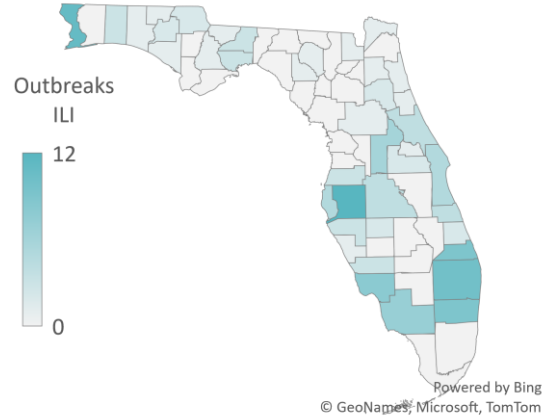 Outbreaks
ILI
12
0
Powered by Bing
© GeoNames, Microsoft, TomTom